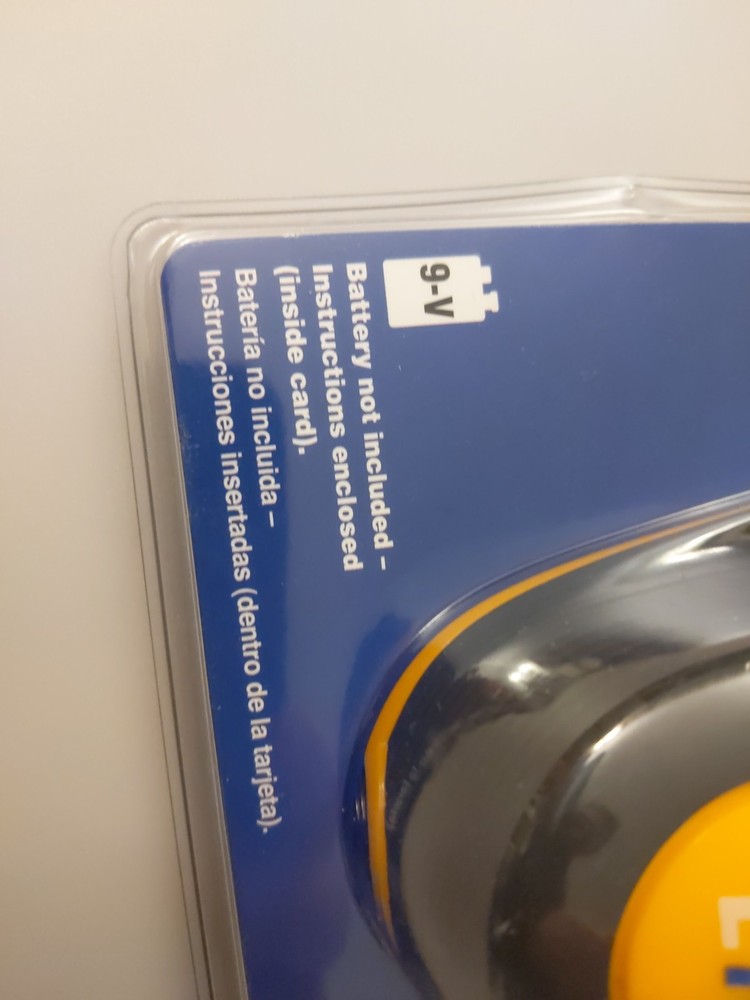 9-V
Battery not included –
Instructions enclosed
(inside card).
Batería no incluida –
Instrucciones insertadas (dentro de la tarjeta).